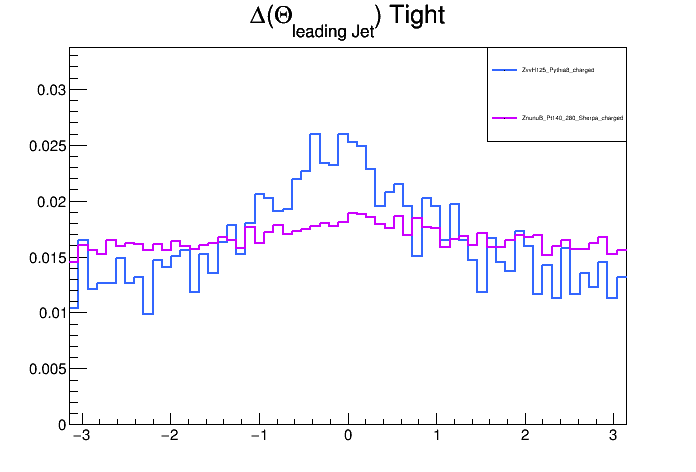 Δ(Θleading Jet) Tight
ZvvH125_Pythia8_charged
ZnunuB_Pt140_280_Sherpa_charged
0.03
0.025
0.02
0.015
0.01
0.005
0
−3 −2 −1 0 1 2 3